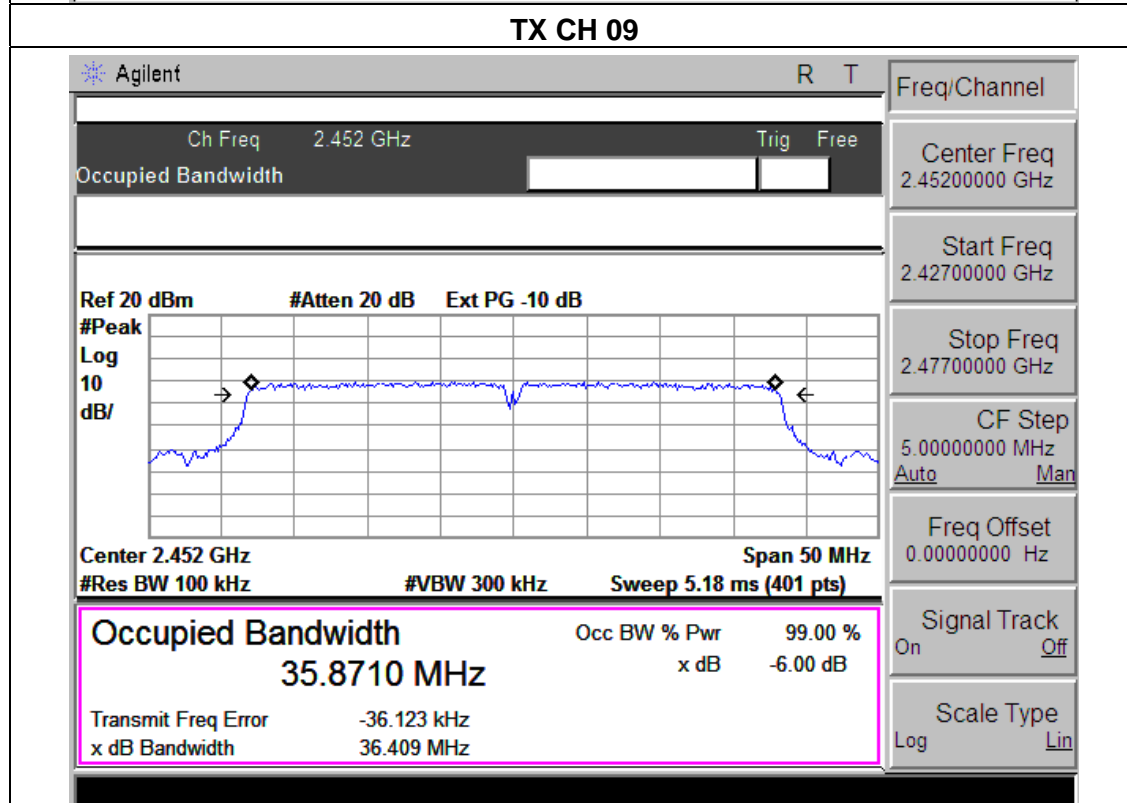 TX CH 09
Agilent R T
Freq/Channel
Ch Freq 2.452 GHz Trig Free
Occupied Bandwidth
Center Freq
2.45200000 GHz
Start Freq
2.42700000 GHz
Stop Freq
2.47700000 GHz
CF Step
5.00000000 MHz
Auto Man
Freq Offset
0.00000000 Hz
Signal Track
On Off
Scale Type
Log Lin
Ref 20 dBm #Atten 20 dB Ext PG -10 dB
#Peak
Log
10
dB/
Center 2.452 GHz Span 50 MHz
#Res BW 100 kHz #VBW 300 kHz Sweep 5.18 ms (401 pts)
Occupied Bandwidth Occ BW % Pwr 99.00 %
35.8710 MHz x dB -6.00 dB
Transmit Freq Error -36.123 kHz
x dB Bandwidth 36.409 MHz